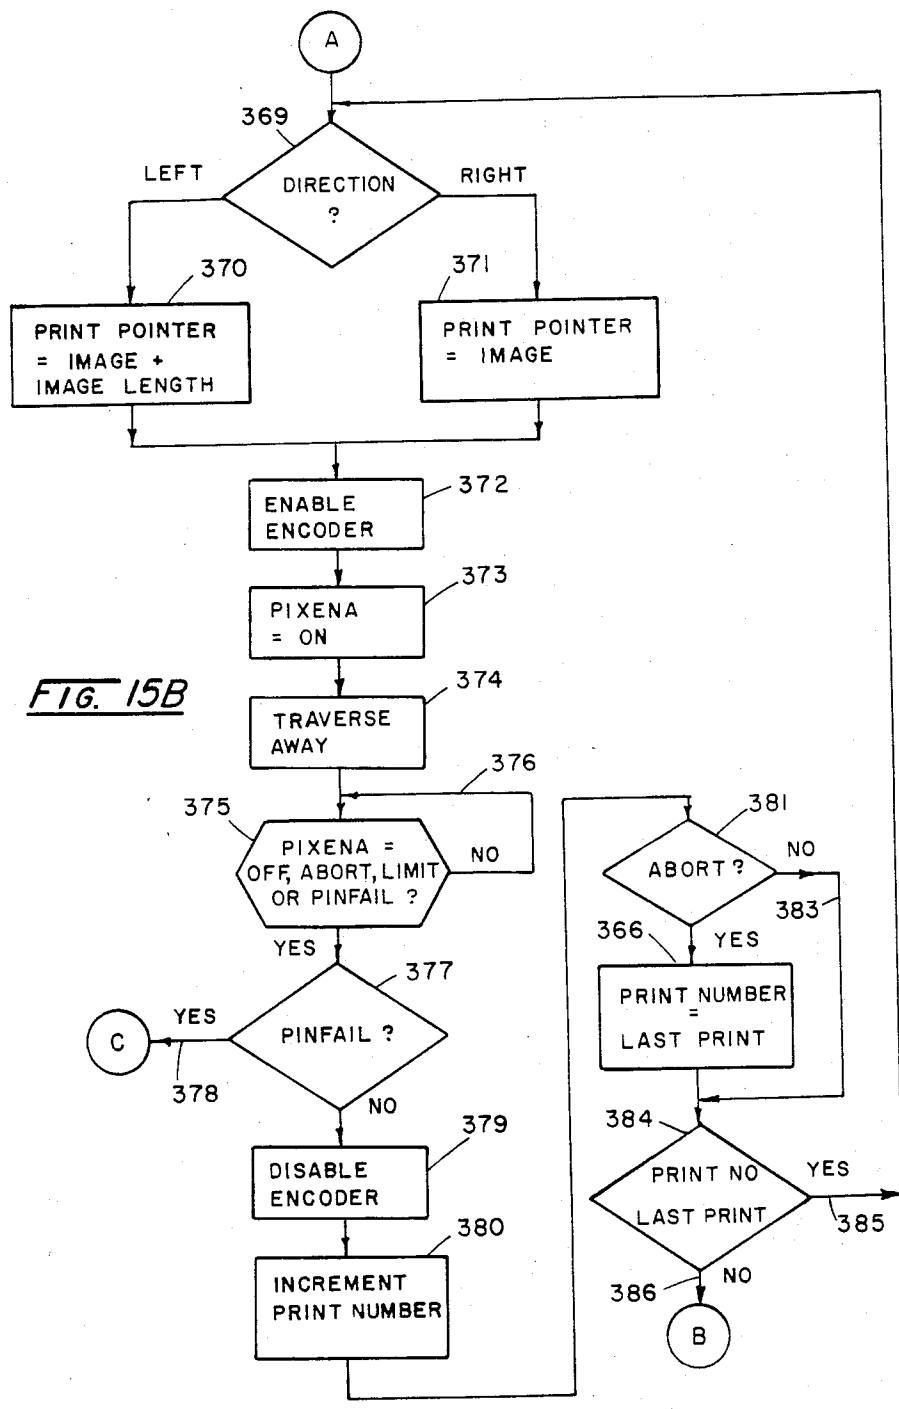 A
369
LEFT
DIRECTION
?
RIGHT
370
PRINT POINTER
= IMAGE +
IMAGE LENGTH
371
PRINT POINTER
= IMAGE
372
ENABLE
ENCODER
373
PIXENA
= ON
FIG. 15B
374
TRAVERSE
AWAY
376
375
PIXENA =
OFF, ABORT, LIMIT
OR PINFAIL ?
NO
YES
377
PINFAIL ?
YES
C
378
NO
379
DISABLE
ENCODER
380
INCREMENT
PRINT NUMBER
381
ABORT ?
NO
383
366
YES
PRINT NUMBER
=
LAST PRINT
384
PRINT NO
LAST PRINT
YES
385
386
NO
B